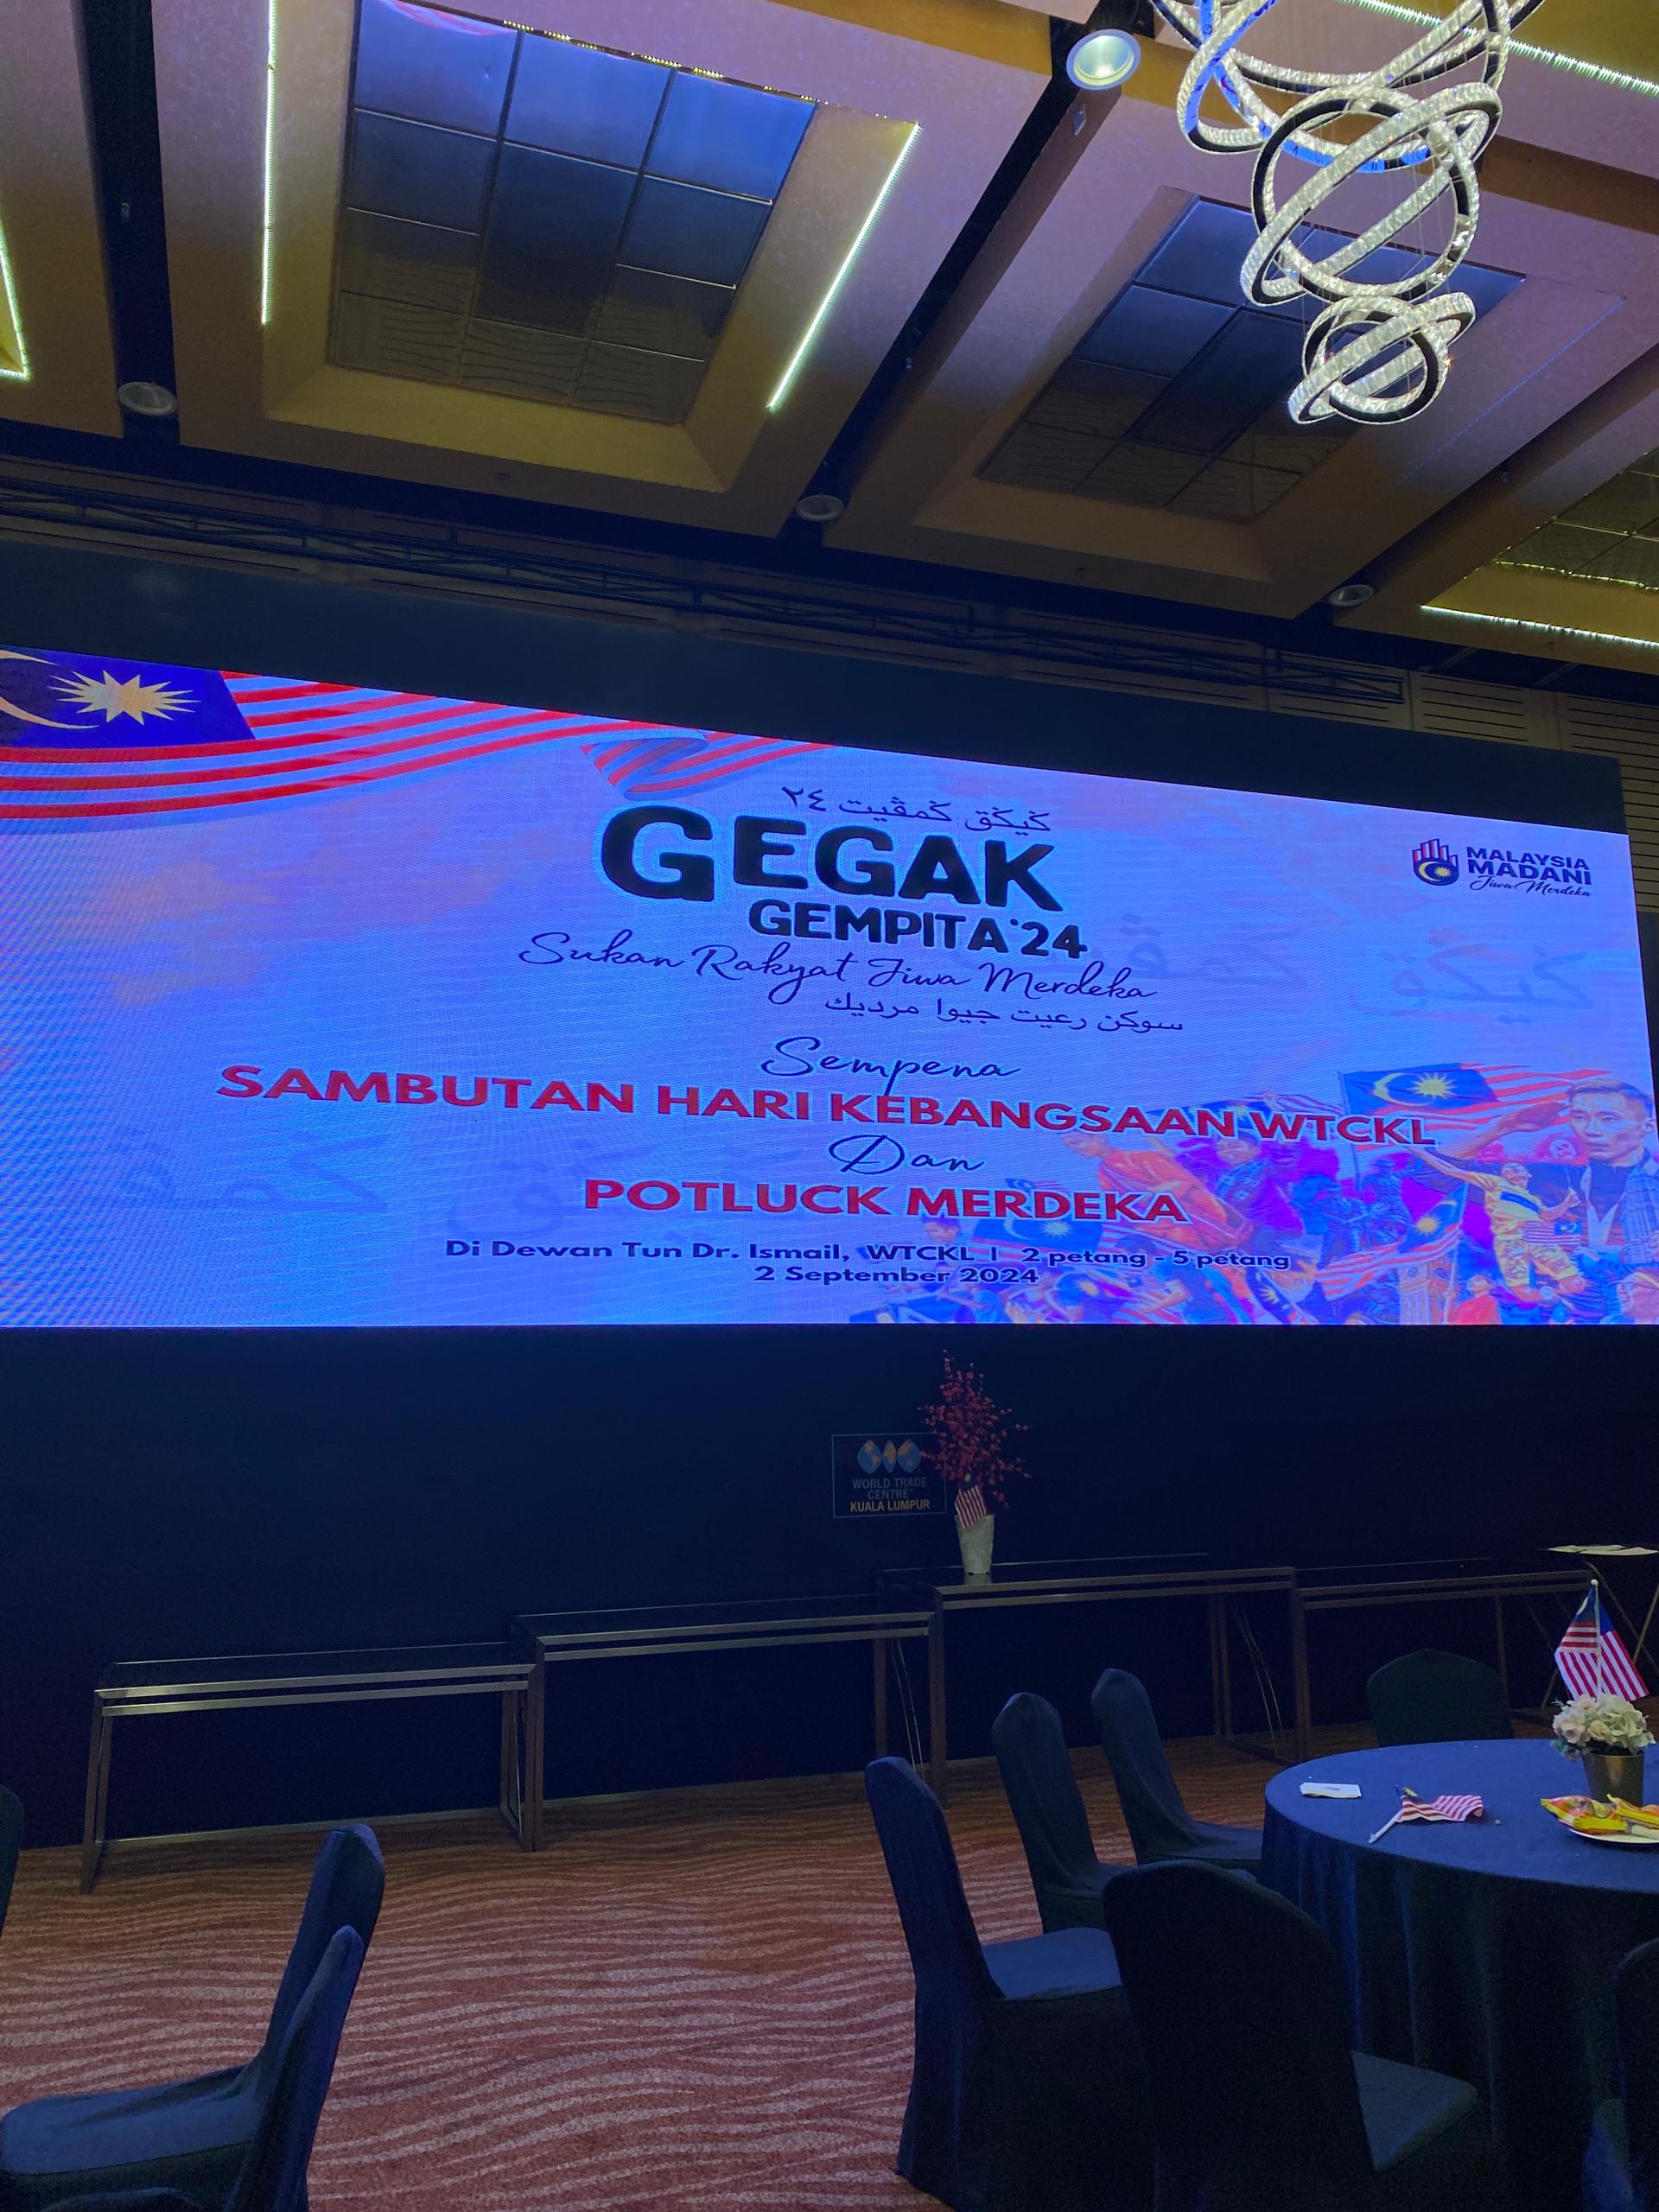 ݢيݢق ݢمڤيت ٢٤
GEGAK
GEMPITA'24
Sukan Rakyat Jiwa Merdeka
سوكن رعيت جيوا مرديك
Sempena
SAMBUTAN HARI KEBANGSAAN WTCKL
Dan
POTLUCK MERDEKA
Di Dewan Tun Dr. Ismail, WTCKL | 2 petang - 5 petang
2 September 2024
MALAYSIA
MADANI
Jiwa Merdeka
WORLD TRADE
CENTRE
KUALA LUMPUR